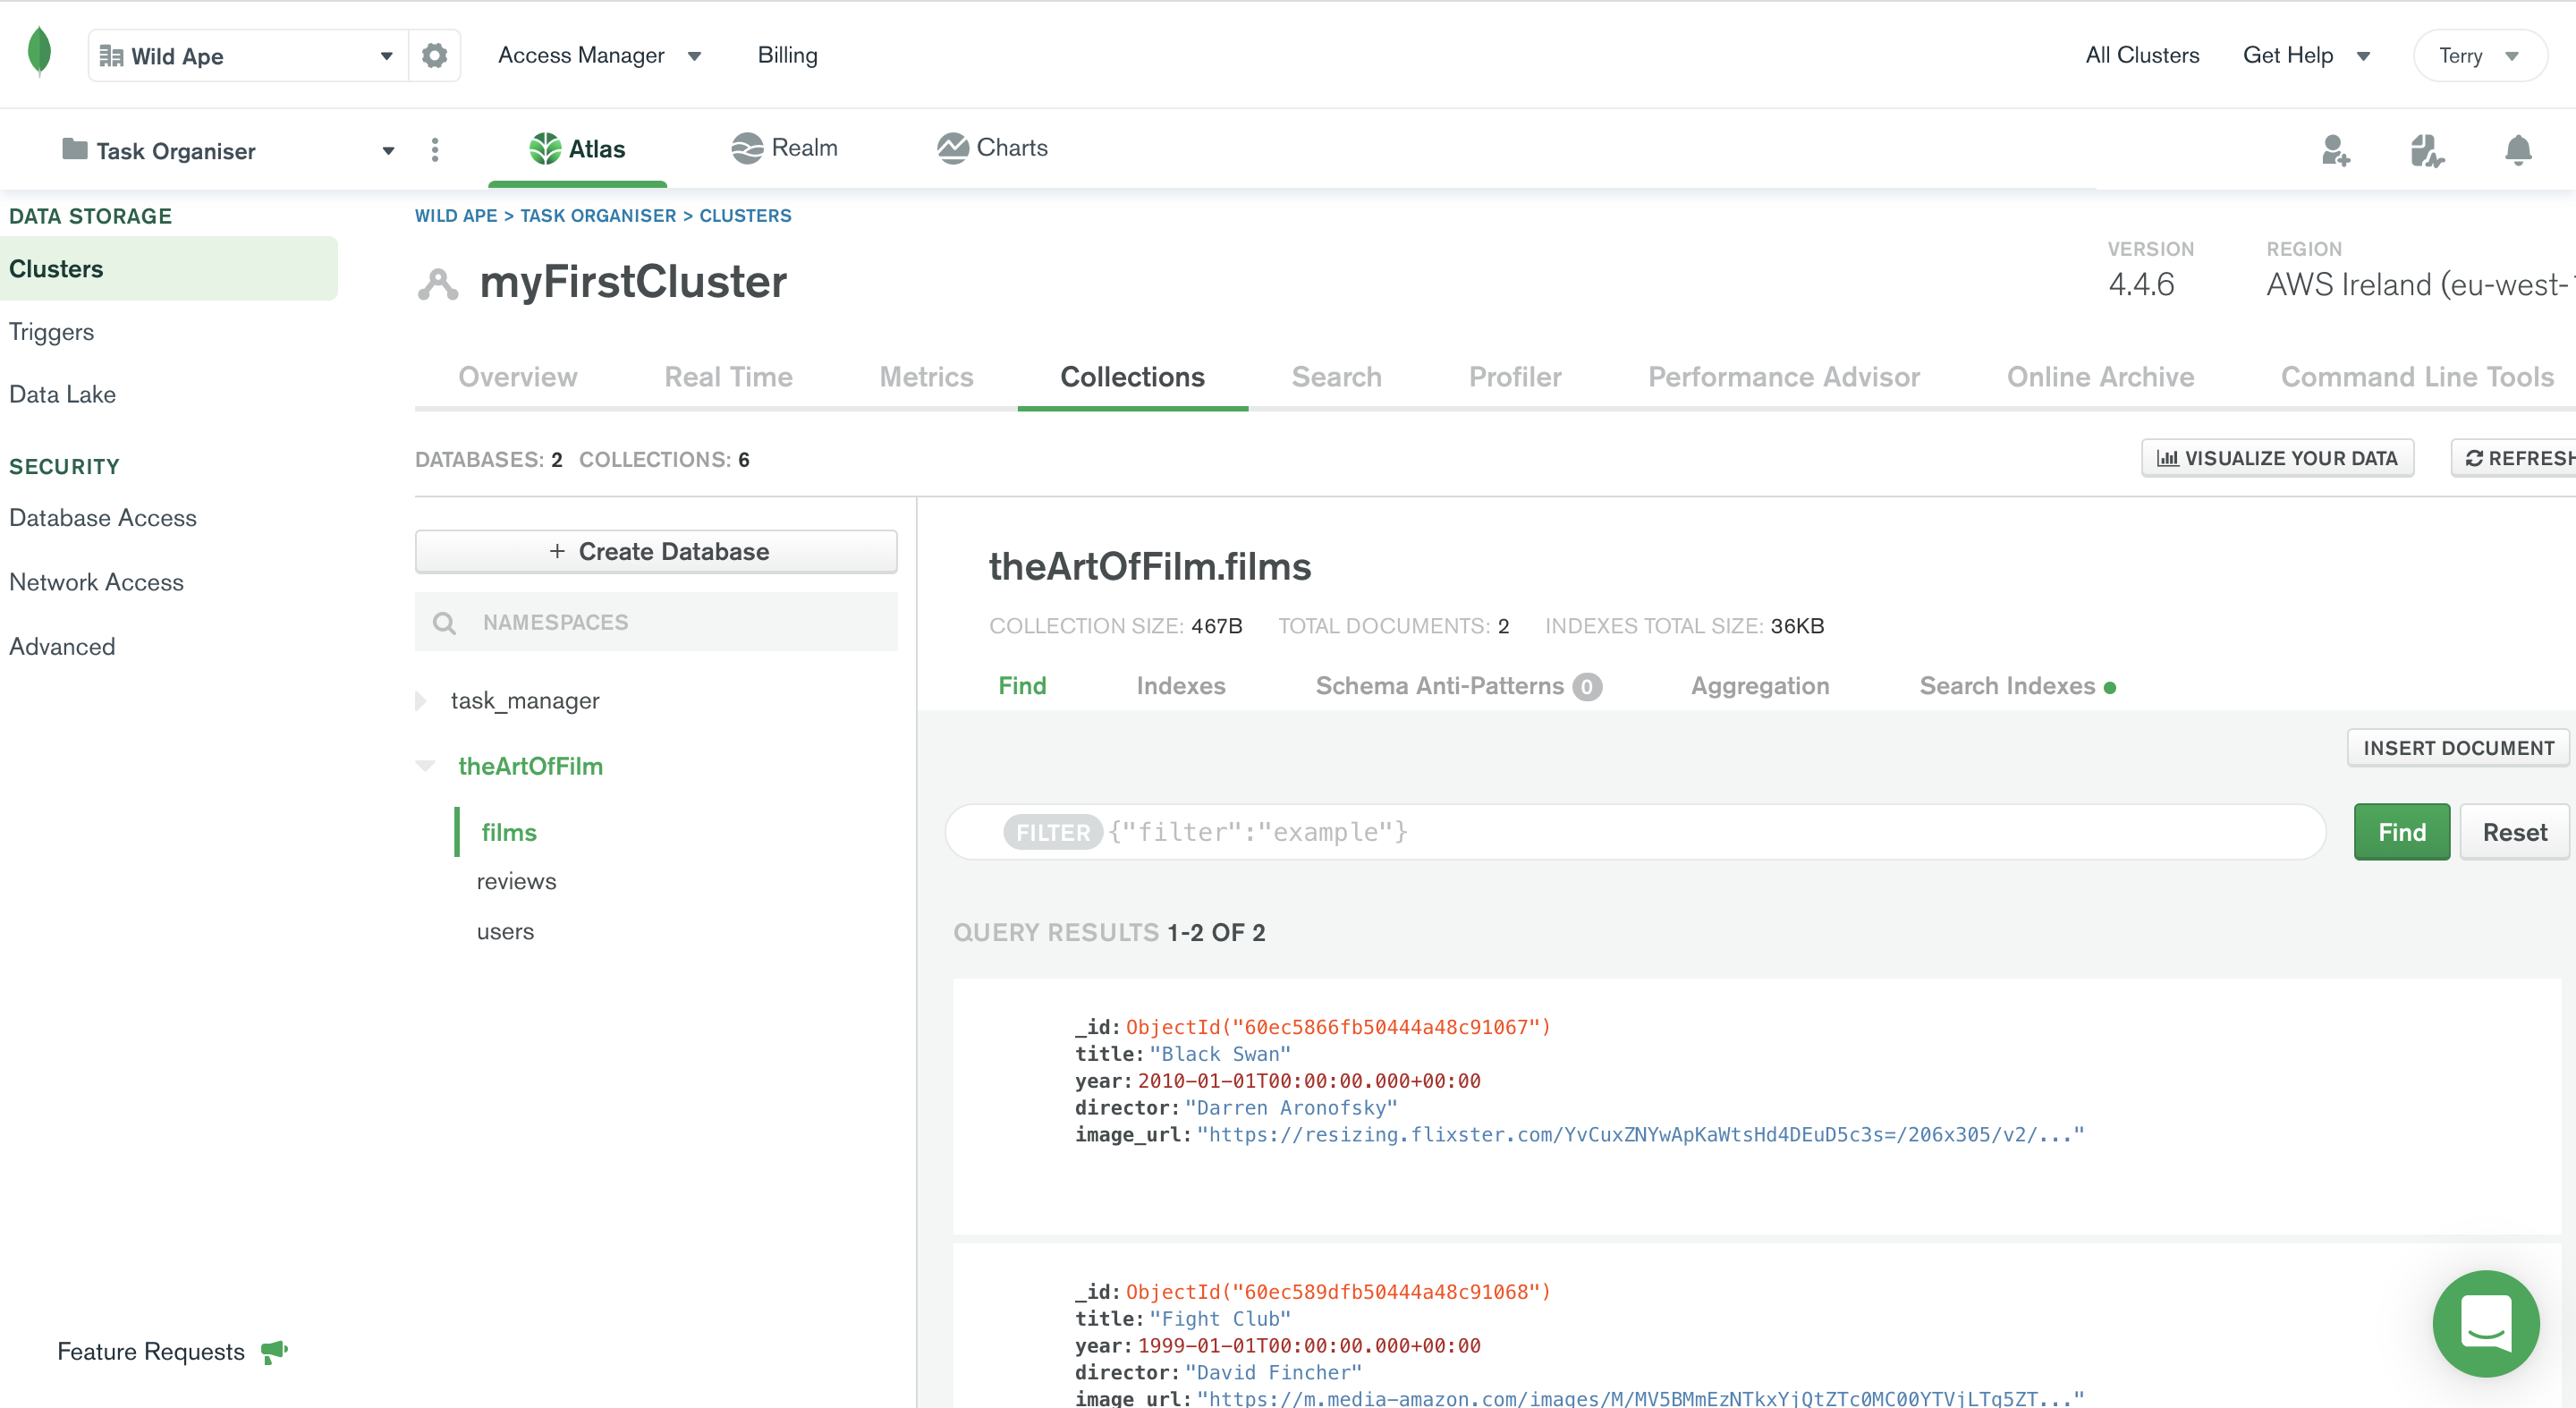 Wild Ape
Access Manager
Billing
All Clusters
Get Help
Terry
Task Organiser
Atlas
Realm
Charts
DATA STORAGE
Clusters
Triggers
Data Lake
SECURITY
Database Access
Network Access
Advanced
Feature Requests
WILD APE > TASK ORGANISER > CLUSTERS
myFirstCluster
VERSION
4.4.6
REGION
AWS Ireland (eu-west-
Overview
Real Time
Metrics
Collections
Search
Profiler
Performance Advisor
Online Archive
Command Line Tools
DATABASES: 2 COLLECTIONS: 6
VISUALIZE YOUR DATA
REFRESH
+ Create Database
NAMESPACES
task_manager
theArtOfFilm
films
reviews
users
theArtOfFilm.films
COLLECTION SIZE: 467B TOTAL DOCUMENTS: 2 INDEXES TOTAL SIZE: 36KB
Find
Indexes
Schema Anti-Patterns 0
Aggregation
Search Indexes
INSERT DOCUMENT
FILTER {"filter":"example"}
Find
Reset
QUERY RESULTS 1-2 OF 2
_id: ObjectId("60ec5866fb50444a48c91067")
title: "Black Swan"
year: 2010-01-01T00:00:00.000+00:00
director: "Darren Aronofsky"
image_url: "https://resizing.flixster.com/YvCuxZNYwApKaWtsHd4DEuD5c3s=/206x305/v2/..."
_id: ObjectId("60ec589dfb50444a48c91068")
title: "Fight Club"
year: 1999-01-01T00:00:00.000+00:00
director: "David Fincher"
image_url: "https://m.media-amazon.com/images/M/MV5BMmEzNTkxYjQtZTc0MC00YTVjLTg5ZT..."